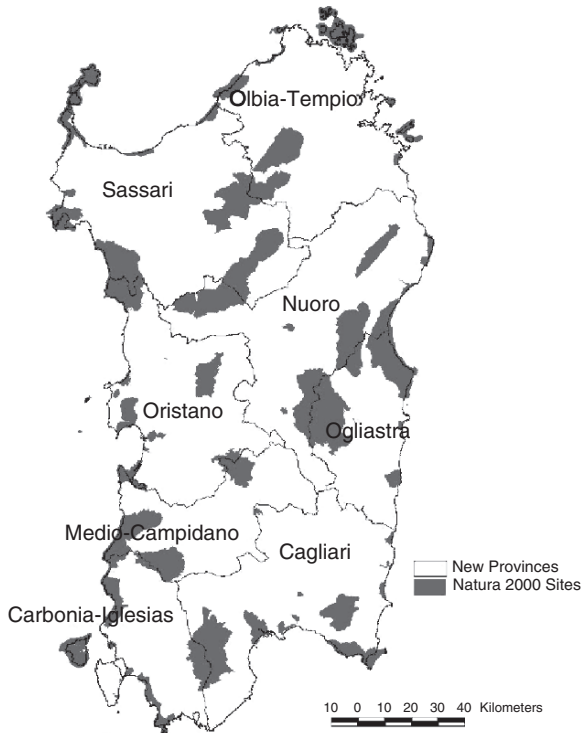 Olbia-Tempio
Sassari
Nuoro
Oristano
Ogliastra
Medio-Campidano
Cagliari
New Provinces
Natura 2000 Sites
Carbonia-Iglesias
10 0 10 20 30 40 Kilometers